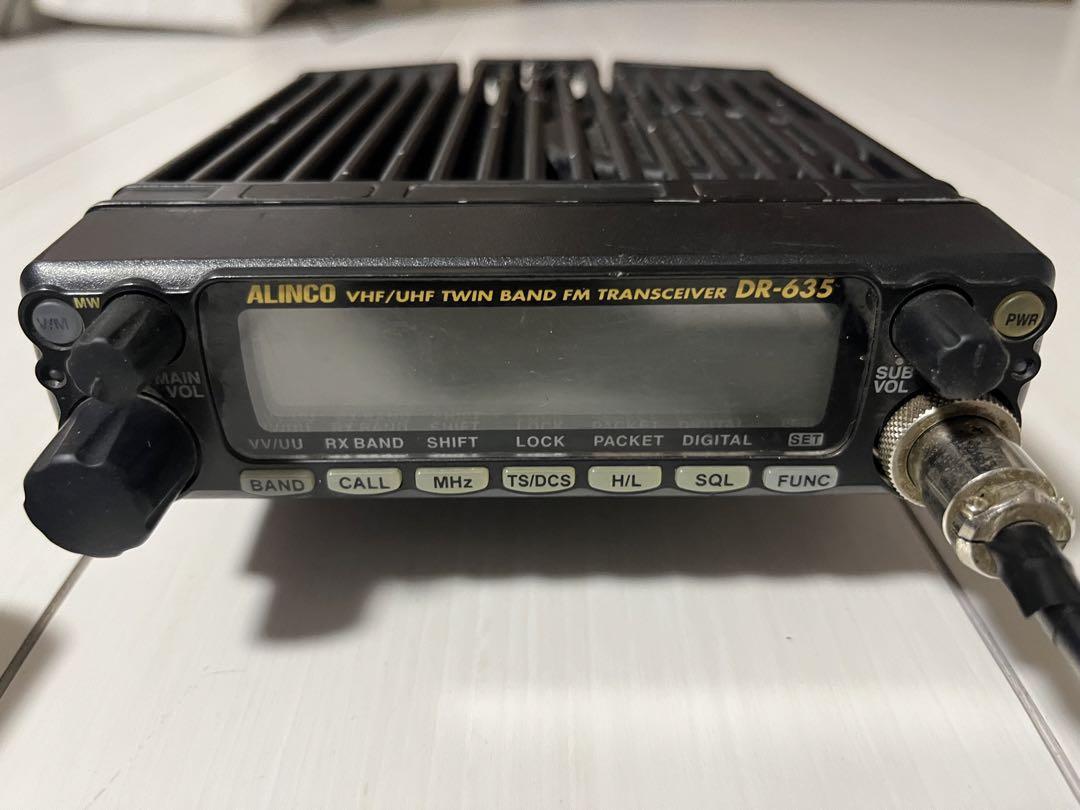 ALINCO VHF/UHF TWIN BAND FM TRANSCEIVER DR-635
MW
V/M
PWR
MAIN
VOL
SUB
VOL
VV/UU RX BAND SHIFT LOCK PACKET DIGITAL SET
BAND CALL MHz TS/DCS H/L SQL FUNC